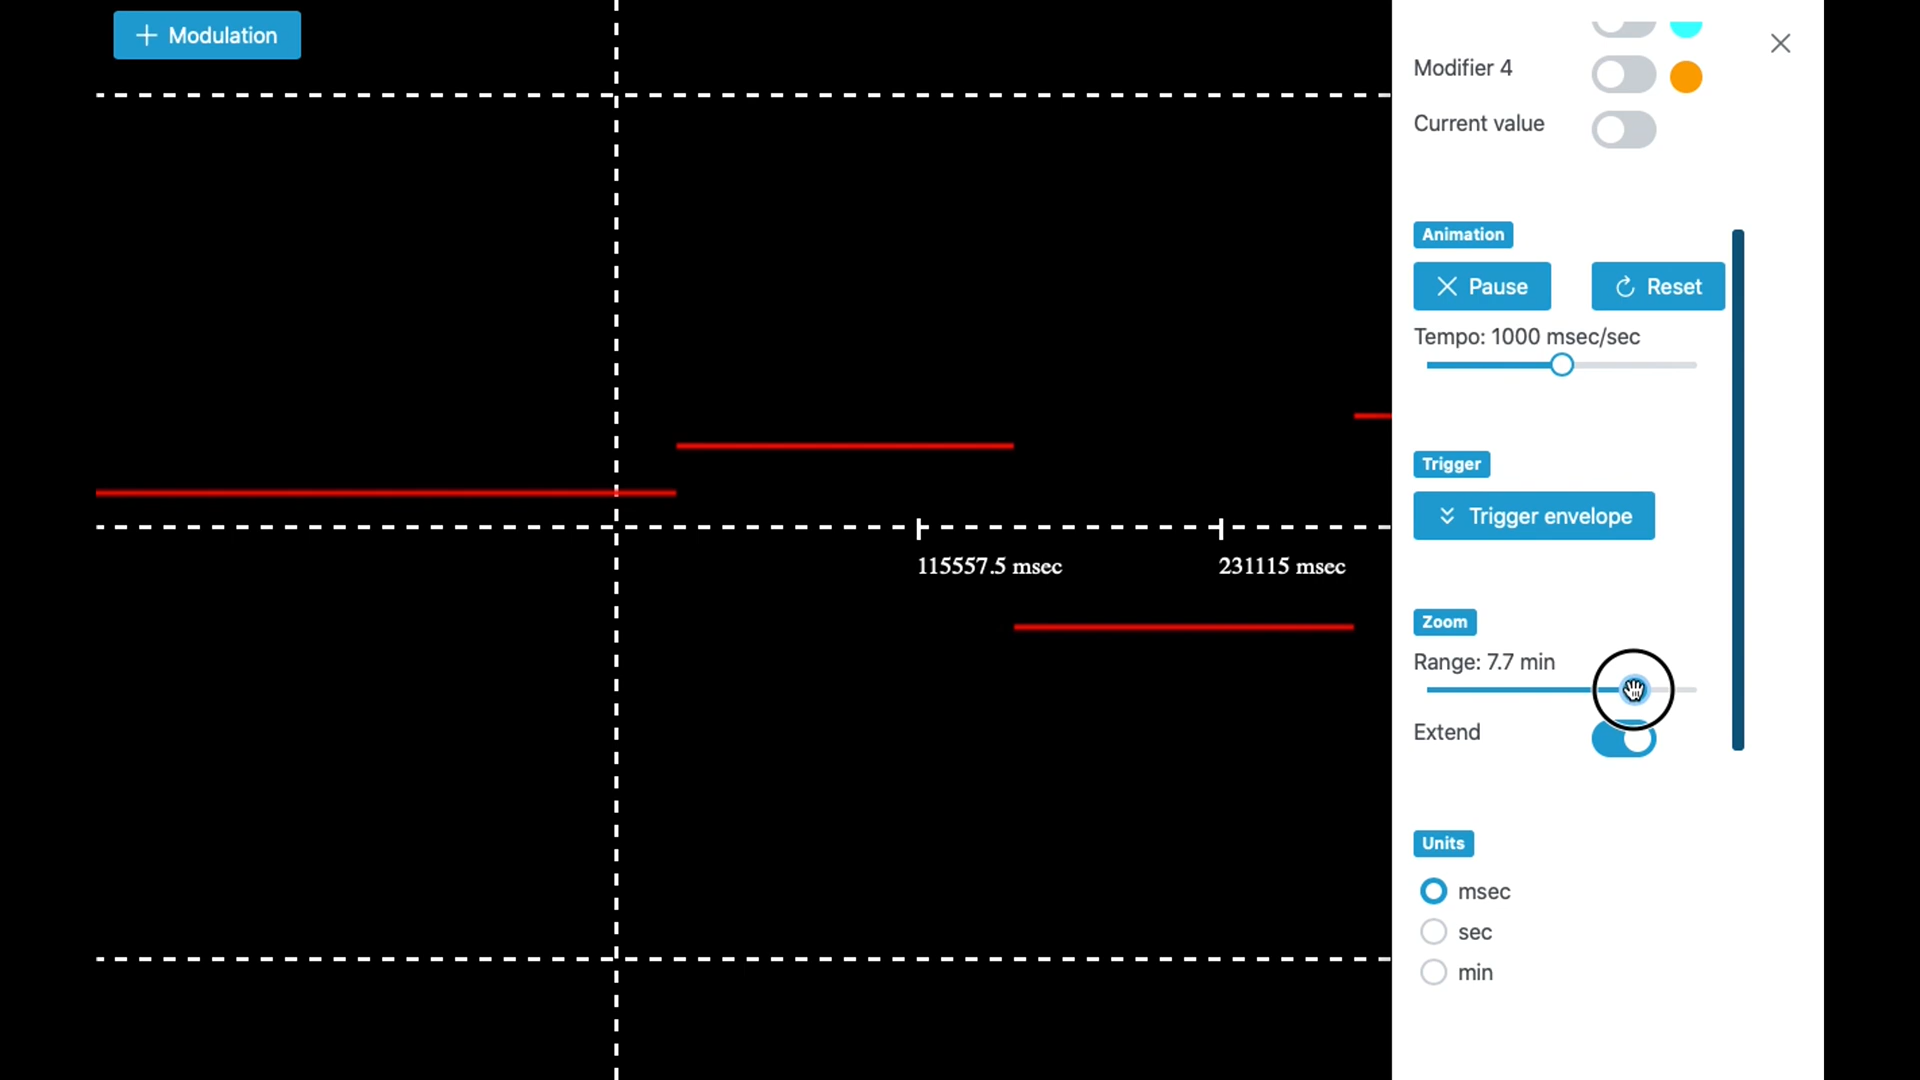 Modulation
Modifier 4
Current value
Animation
Pause
Reset
Tempo: 1000 msec/sec
Trigger
Trigger envelope
115557.5 msec
231115 msec
Zoom
Range: 7.7 min
Extend
Units
msec
sec
min